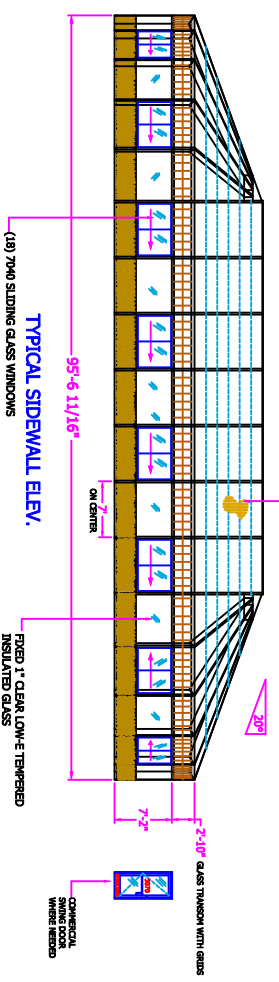 20°
2'-10" GLASS TRANSOM WITH GRIDS
7'-2"
7'
ON CENTER
95'-6 11/16"
TYPICAL SIDEWALL ELEV.
(18) 7040 SLIDING GLASS WINDOWS
FIXED 1" CLEAR LOW-E TEMPERED
INSULATED GLASS
3070
COMMERCIAL
SWING DOOR
WHERE NEEDED